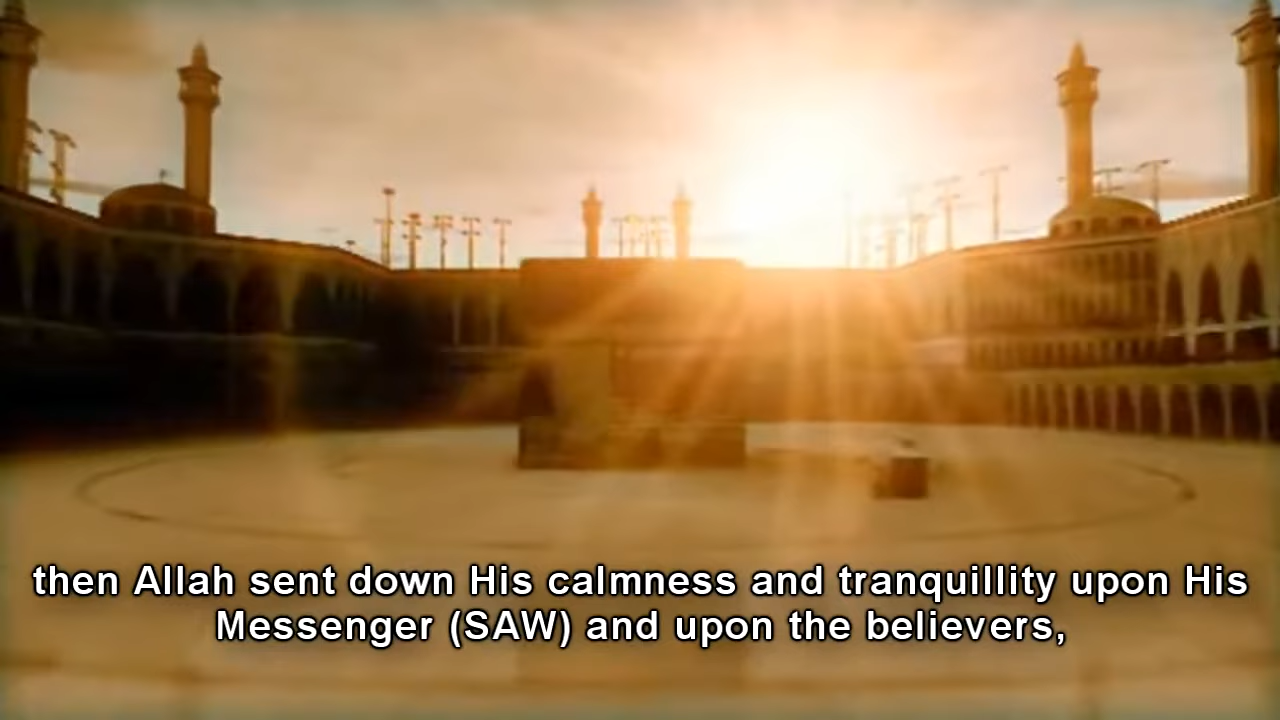 then Allah sent down His calmness and tranquillity upon His
Messenger (SAW) and upon the believers,